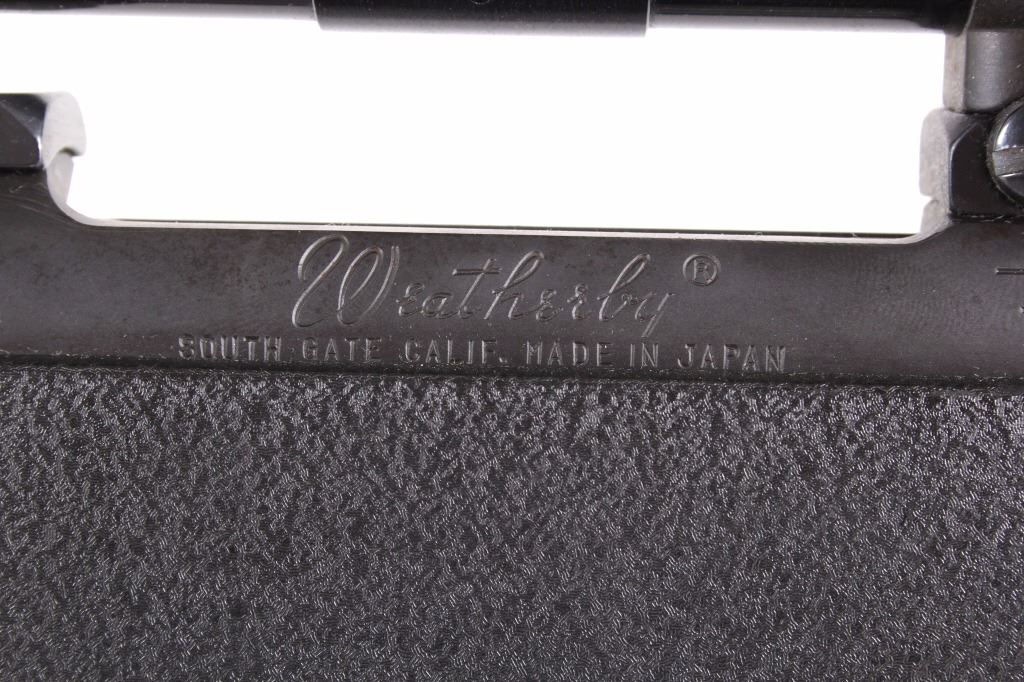 Weatherby®
SOUTH GATE CALIF. MADE IN JAPAN